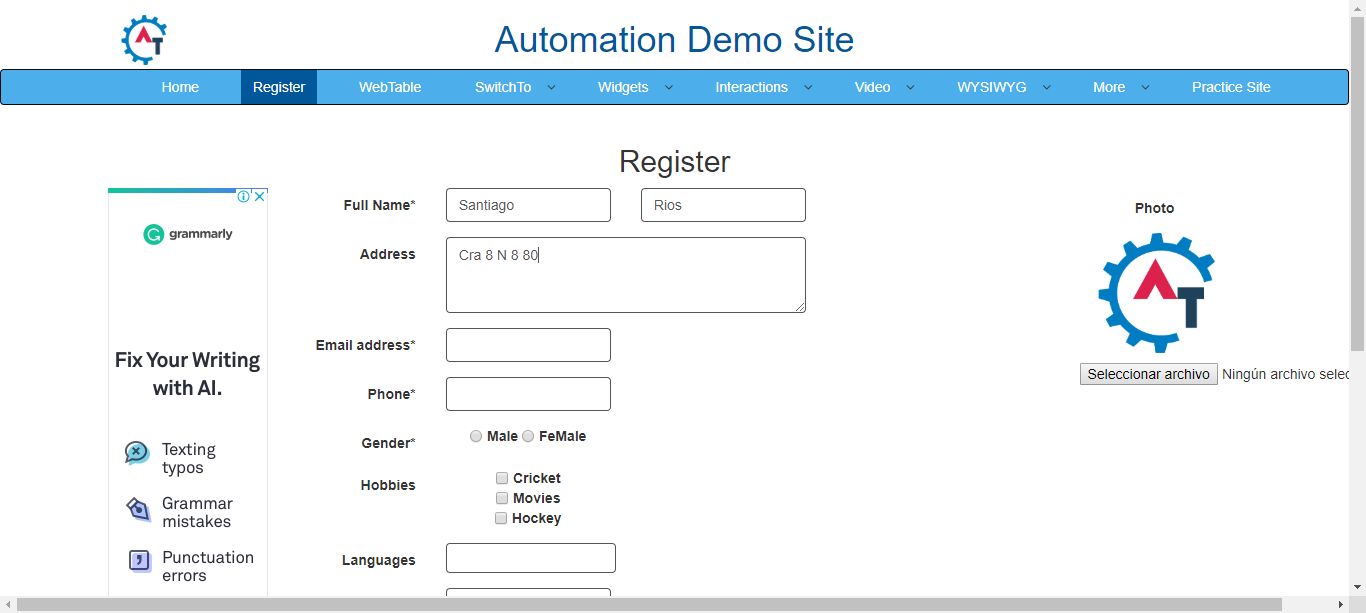 Automation Demo Site
Home Register WebTable SwitchTo Widgets Interactions Video WYSIWYG More Practice Site
Register
grammarly
Fix Your Writing
with AI.
Texting
typos
Grammar
mistakes
Punctuation
errors
Full Name* Santiago Rios
Address Cra 8 N 8 80
Email address*
Phone*
Gender* Male FeMale
Hobbies Cricket
Movies
Hockey
Languages
Photo
AT
Seleccionar archivo Ningún archivo selec